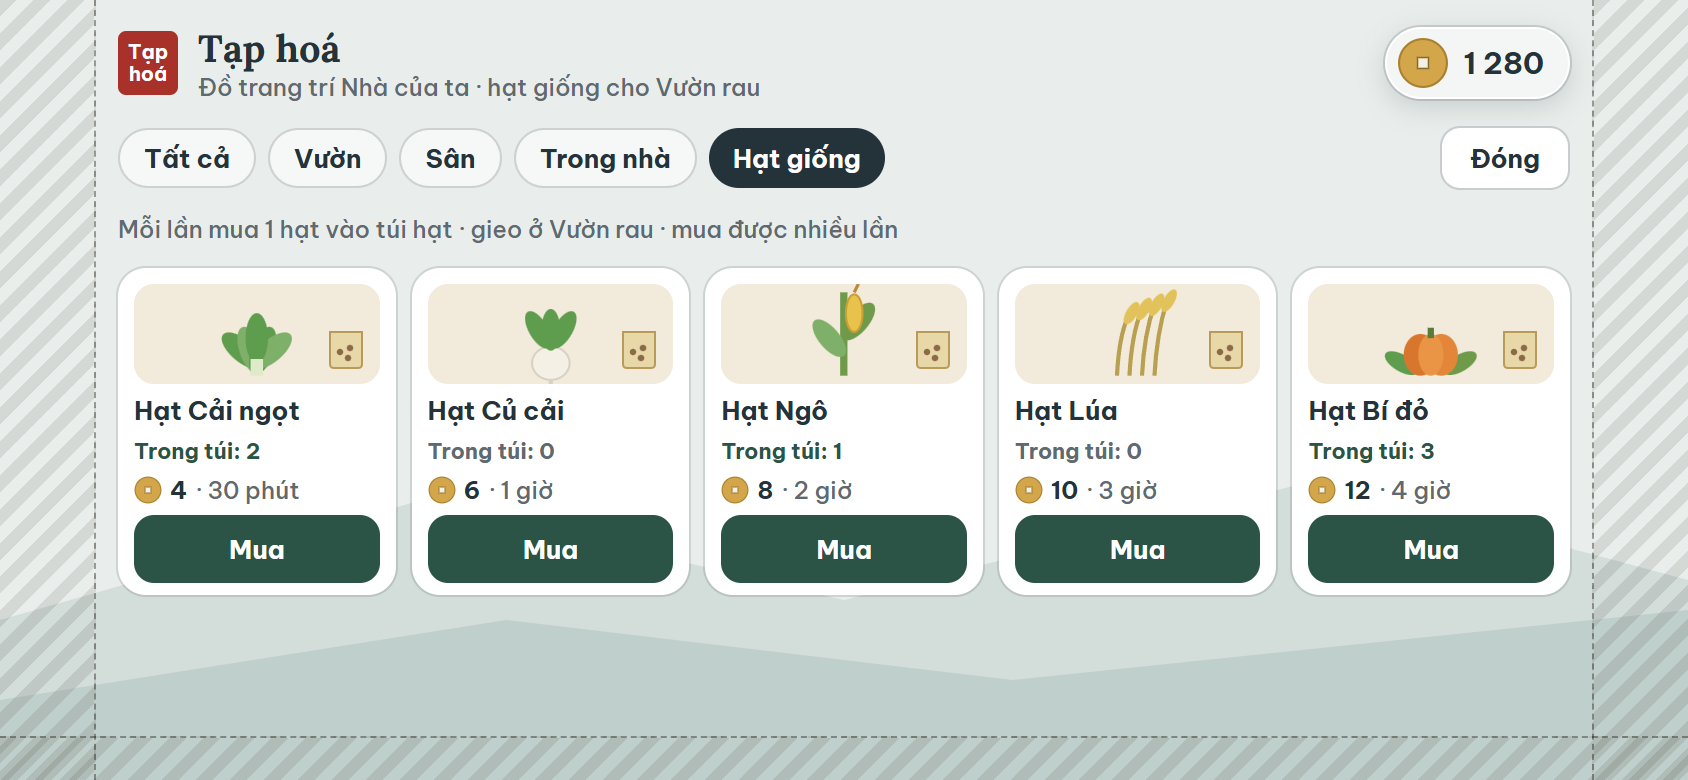 Tạp
hoá
Tạp hoá
Đồ trang trí Nhà của ta · hạt giống cho Vườn rau
1 280
Tất cả
Vườn
Sân
Trong nhà
Hạt giống
Đóng
Mỗi lần mua 1 hạt vào túi hạt · gieo ở Vườn rau · mua được nhiều lần
Hạt Cải ngọt
Trong túi: 2
4 · 30 phút
Mua
Hạt Củ cải
Trong túi: 0
6 · 1 giờ
Mua
Hạt Ngô
Trong túi: 1
8 · 2 giờ
Mua
Hạt Lúa
Trong túi: 0
10 · 3 giờ
Mua
Hạt Bí đỏ
Trong túi: 3
12 · 4 giờ
Mua